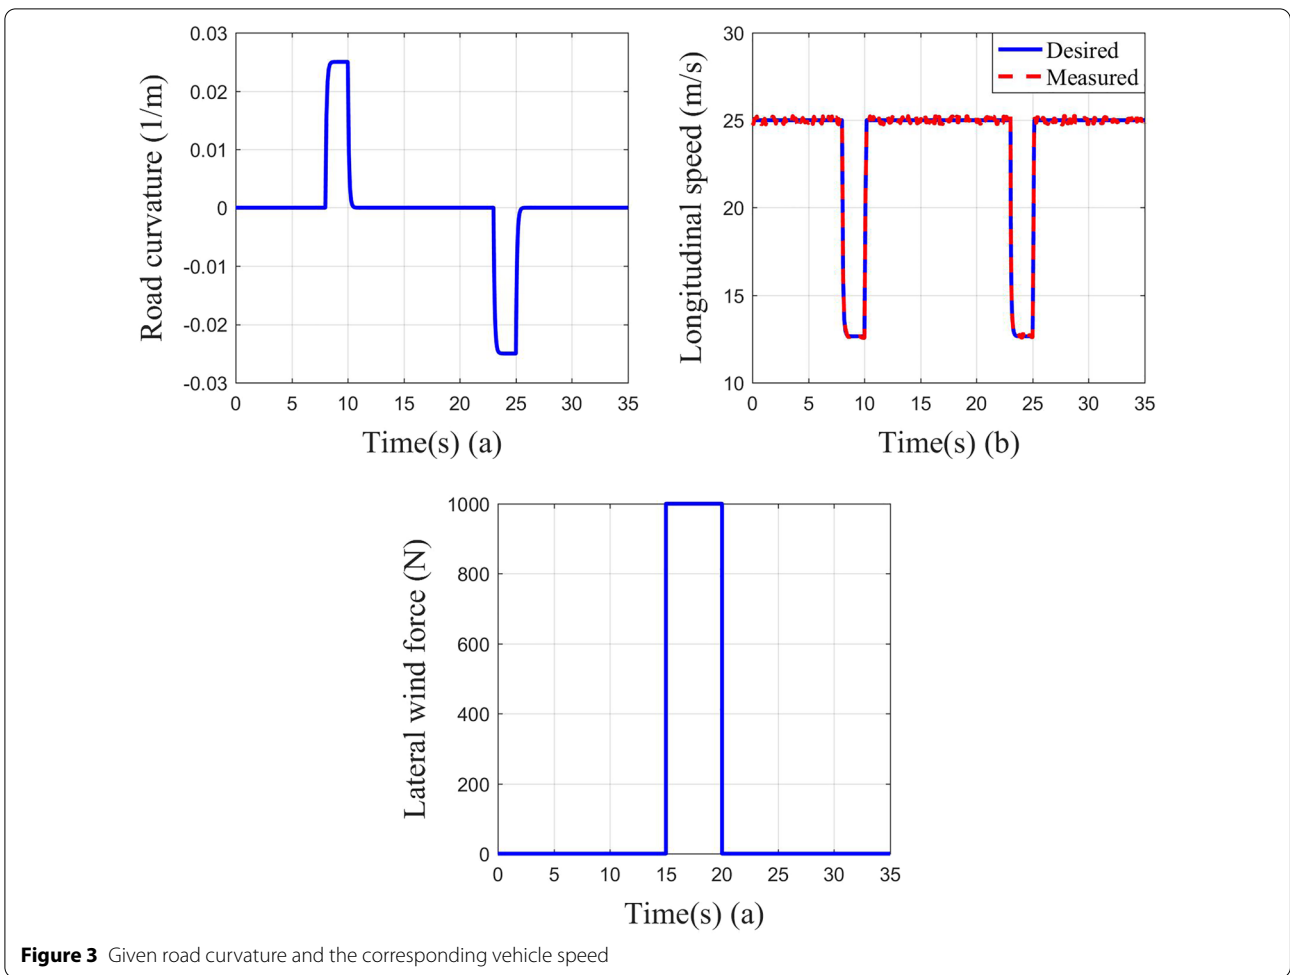 0.03
0.02
0.01
0
-0.01
-0.02
-0.03
Road curvature (1/m)
0 5 10 15 20 25 30 35
Time(s) (a)
30
25
20
15
10
Longitudinal speed (m/s)
Desired
Measured
0 5 10 15 20 25 30 35
Time(s) (b)
1000
800
600
400
200
0
Lateral wind force (N)
0 5 10 15 20 25 30 35
Time(s) (a)
Figure 3 Given road curvature and the corresponding vehicle speed